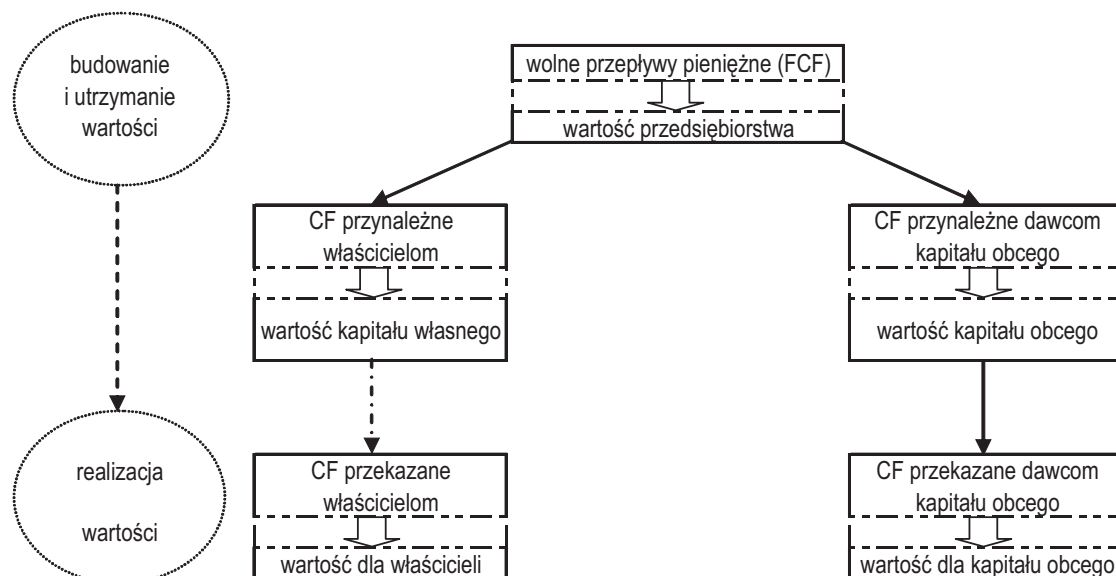 budowanie
i utrzymanie
wartości
wolne przepływy pieniężne (FCF)
wartość przedsiębiorstwa
CF przynależne
właścicielom
wartość kapitału własnego
CF przynależne dawcom
kapitału obcego
wartość kapitału obcego
realizacja
wartości
CF przekazane
właścicielom
wartość dla właścicieli
CF przekazane dawcom
kapitału obcego
wartość dla kapitału obcego